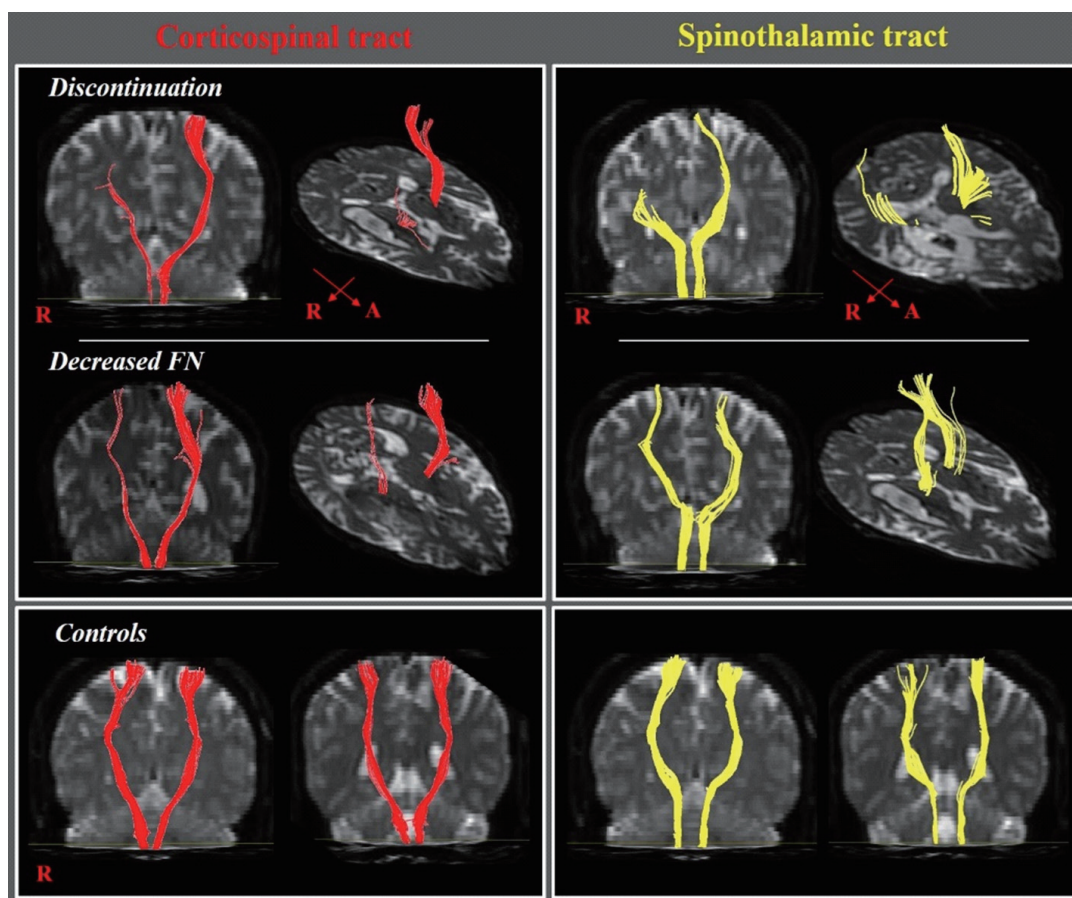 Corticospinal tract
Spinothalamic tract
Discontinuation
R
R A
R
R A
Decreased FN
Controls
R